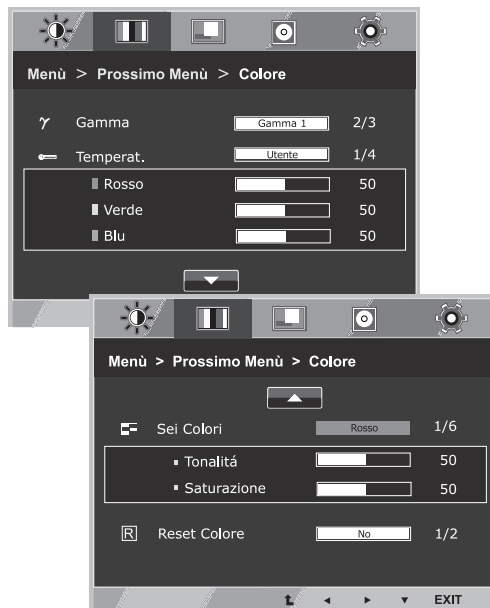 Menù > Prossimo Menù > Colore
γ Gamma Gamma 1 2/3
Temperat. Utente 1/4
Rosso 50
Verde 50
Blu 50
Menù > Prossimo Menù > Colore
Sei Colori Rosso 1/6
Tonalitá 50
Saturazione 50
R Reset Colore No 1/2
EXIT